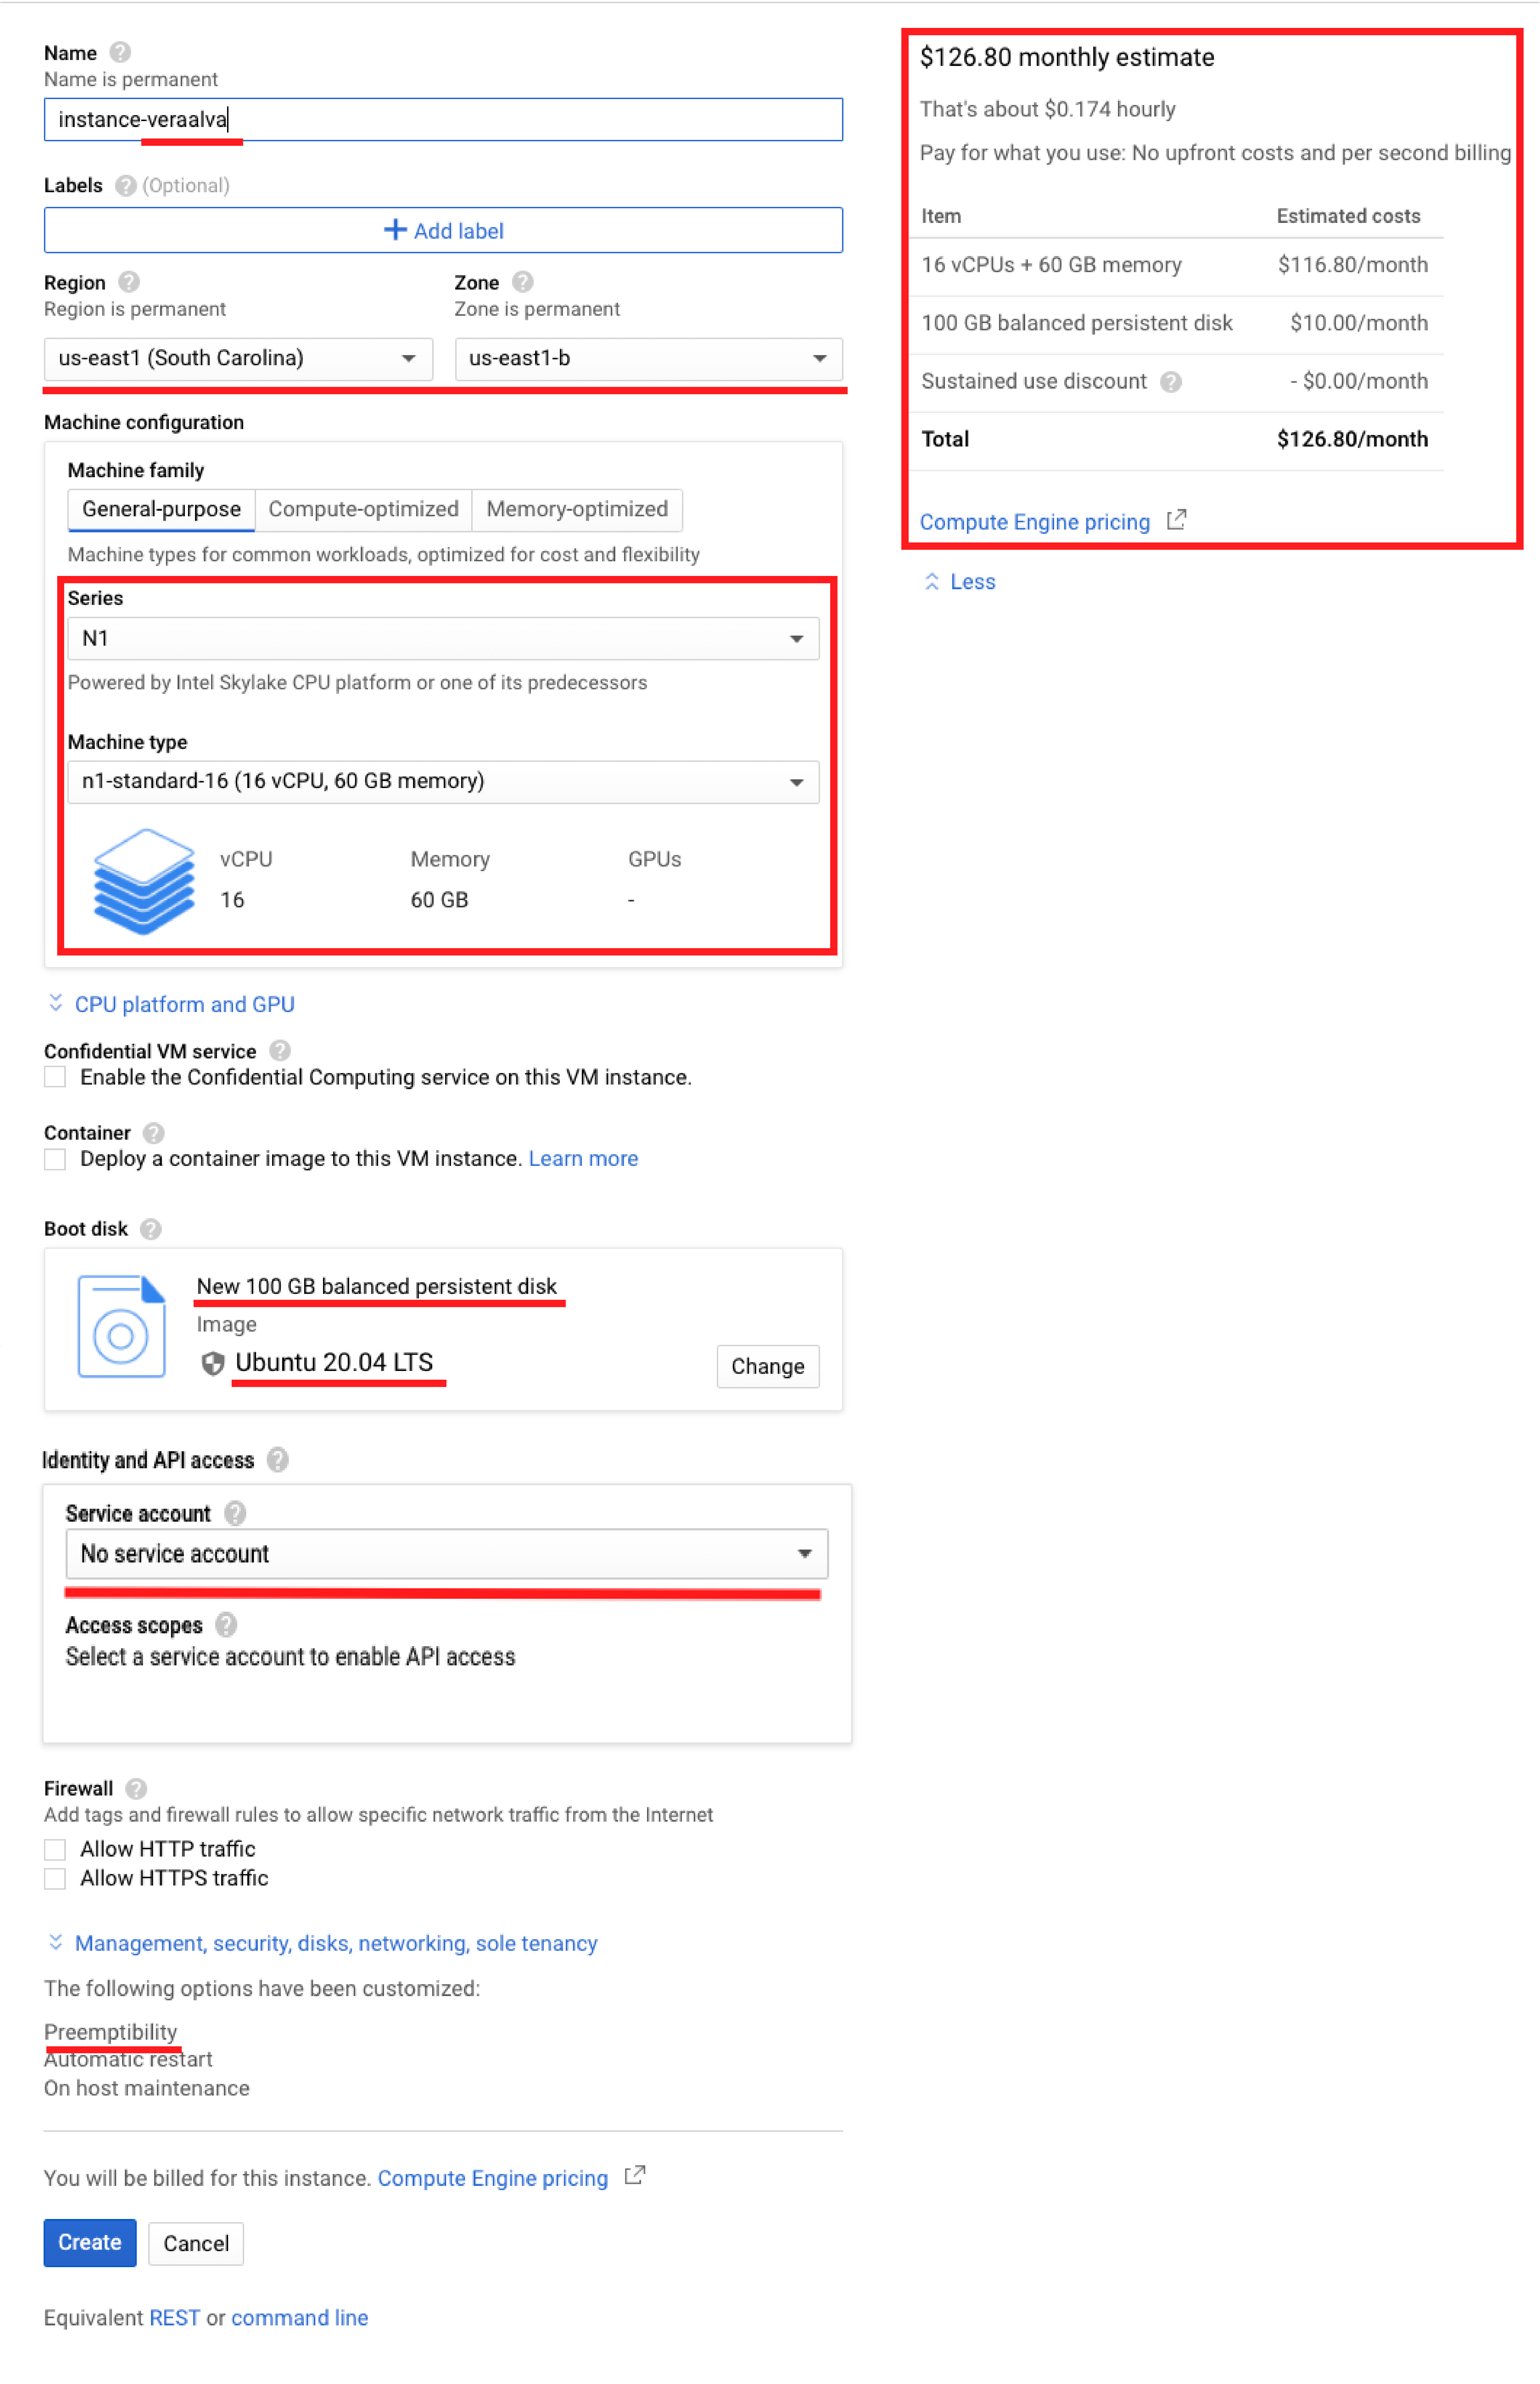 Name
Name is permanent
instance-veraalva
Labels (Optional)
Add label
Region
Region is permanent
us-east1 (South Carolina)
Zone
Zone is permanent
us-east1-b
Machine configuration
Machine family
General-purpose Compute-optimized Memory-optimized
Machine types for common workloads, optimized for cost and flexibility
Series
N1
Powered by Intel Skylake CPU platform or one of its predecessors
Machine type
n1-standard-16 (16 vCPU, 60 GB memory)
vCPU Memory GPUs
16 60 GB -
CPU platform and GPU
Confidential VM service
Enable the Confidential Computing service on this VM instance.
Container
Deploy a container image to this VM instance. Learn more
Boot disk
New 100 GB balanced persistent disk
Image
Ubuntu 20.04 LTS
Change
Identity and API access
Service account
No service account
Access scopes
Select a service account to enable API access
Firewall
Add tags and firewall rules to allow specific network traffic from the Internet
Allow HTTP traffic
Allow HTTPS traffic
Management, security, disks, networking, sole tenancy
The following options have been customized:
Preemptibility
Automatic restart
On host maintenance
You will be billed for this instance. Compute Engine pricing
Create Cancel
Equivalent REST or command line
$126.80 monthly estimate
That's about $0.174 hourly
Pay for what you use: No upfront costs and per second billing
Item Estimated costs
16 vCPUs + 60 GB memory $116.80/month
100 GB balanced persistent disk $10.00/month
Sustained use discount - $0.00/month
Total $126.80/month
Compute Engine pricing
Less